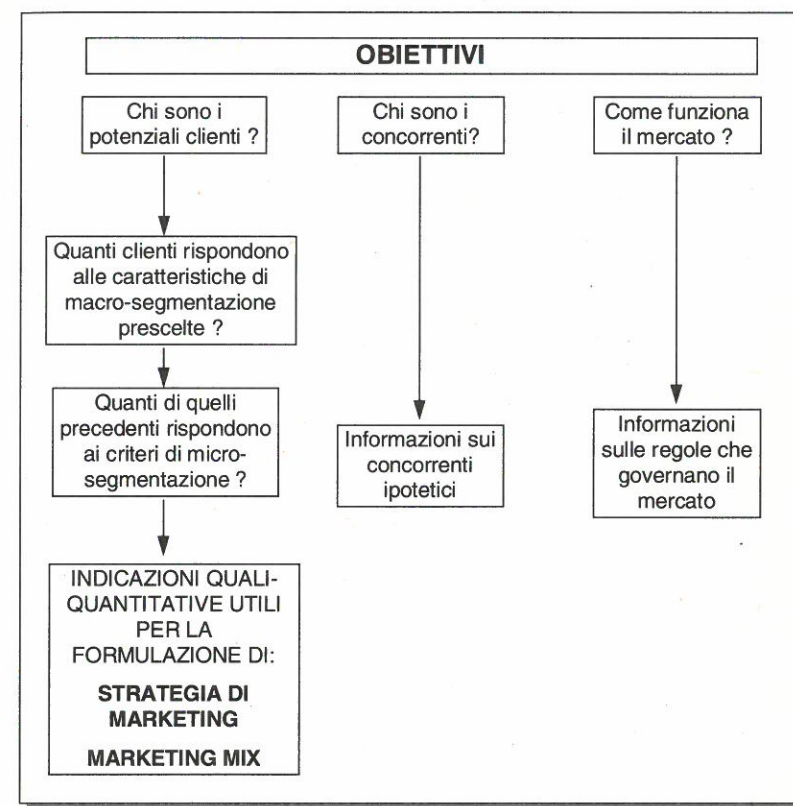 OBIETTIVI
Chi sono i
potenziali clienti ?
Quanti clienti rispondono
alle caratteristiche di
macro-segmentazione
prescelte ?
Quanti di quelli
precedenti rispondono
ai criteri di micro-
segmentazione ?
INDICAZIONI QUALI-
QUANTITATIVE UTILI
PER LA
FORMULAZIONE DI:
STRATEGIA DI
MARKETING
MARKETING MIX
Chi sono i
concorrenti?
Informazioni sui
concorrenti
ipotetici
Come funziona
il mercato ?
Informazioni
sulle regole che
governano il
mercato